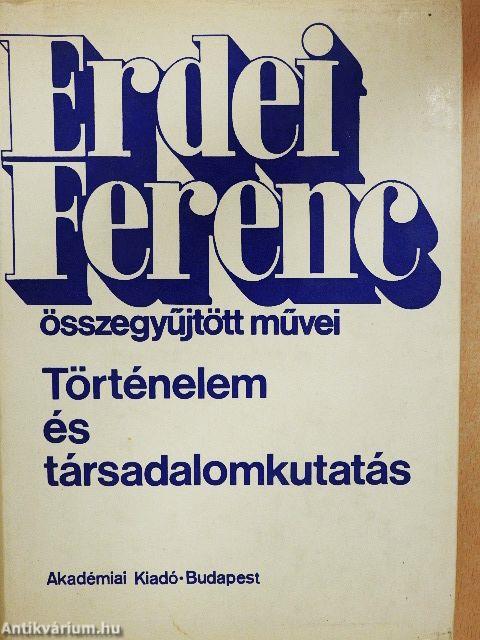 Erdei
Ferenc
összegyűjtött művei
Történelem
és
társadalomkutatás
Akadémiai Kiadó·Budapest
Antikvárium.hu